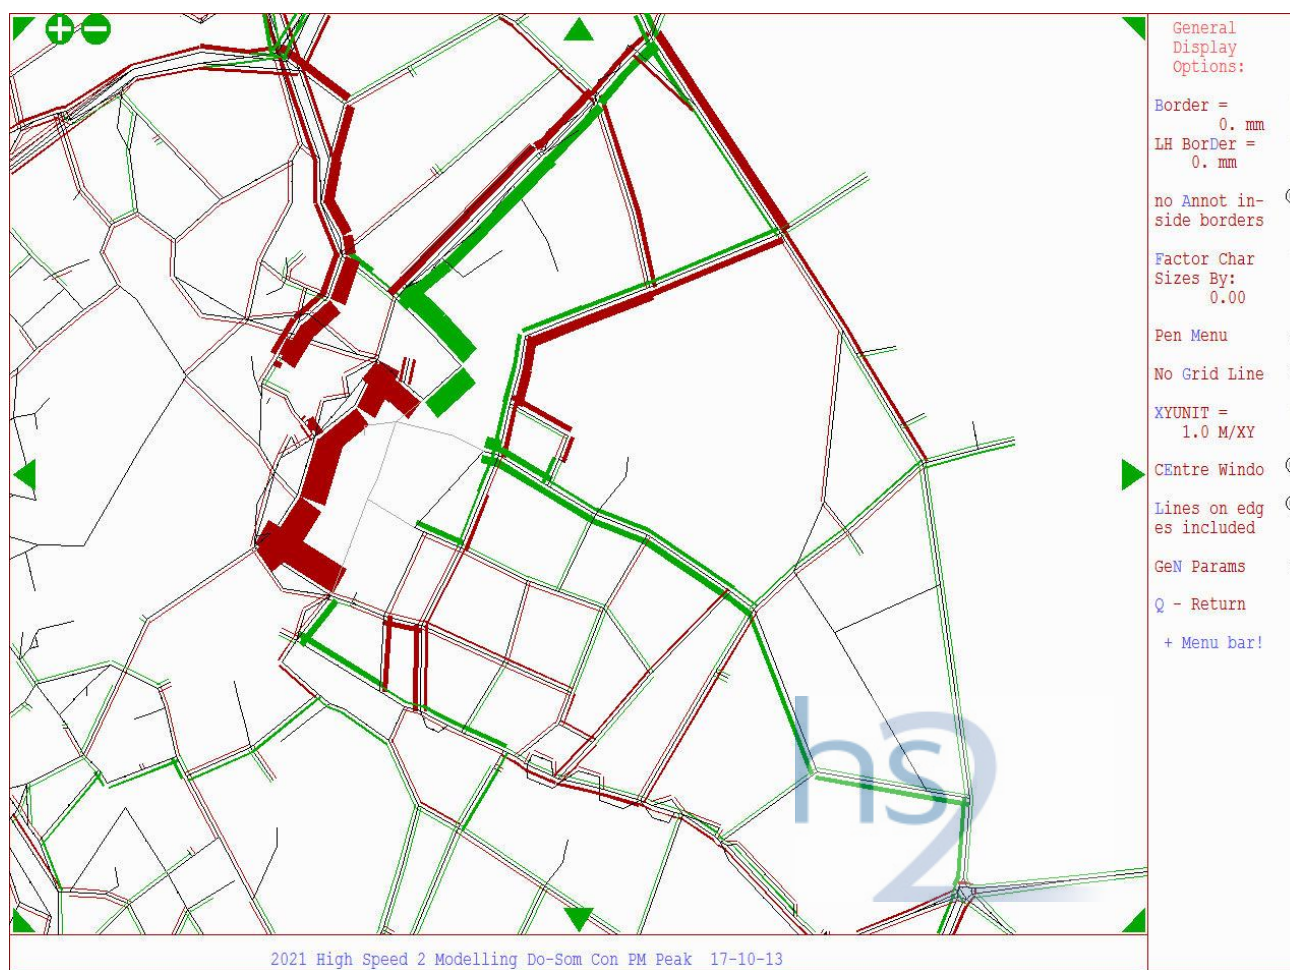 General
Display
Options:
Border =
0. mm
LH BorDer =
0. mm
no Annot in-
side borders
Factor Char
Sizes By:
0.00
Pen Menu
No Grid Line
XYUNIT =
1.0 M/XY
CEntre Windo
Lines on edg
es included
GeN Params
Q - Return
+ Menu bar!
hs2
2021 High Speed 2 Modelling Do-Som Con PM Peak 17-10-13